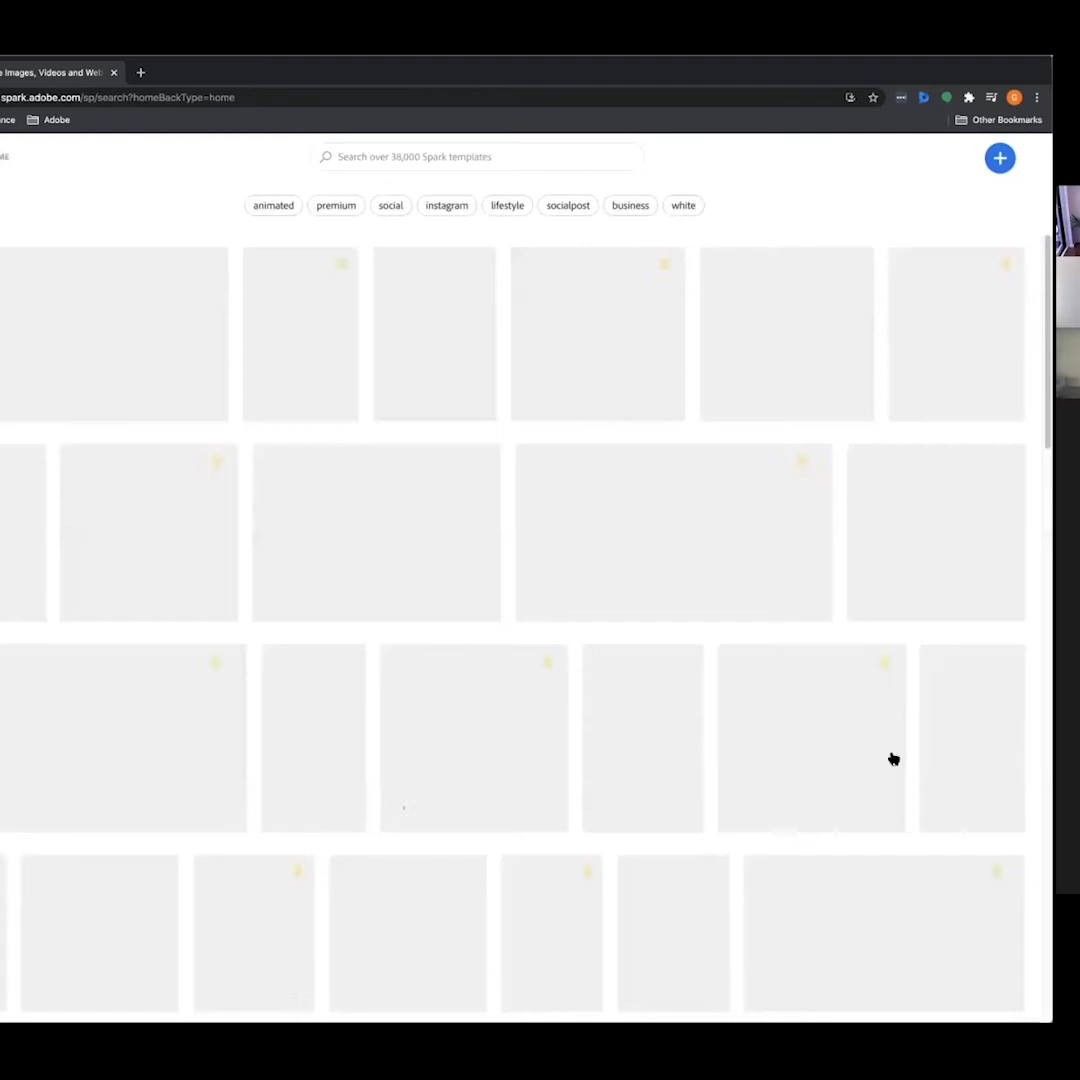 e Images, Videos and Web
spark.adobe.com/sp/search?homeBackType=home
G
nce
Adobe
Other Bookmarks
ME
Search over 38,000 Spark templates
animated
premium
social
instagram
lifestyle
socialpost
business
white